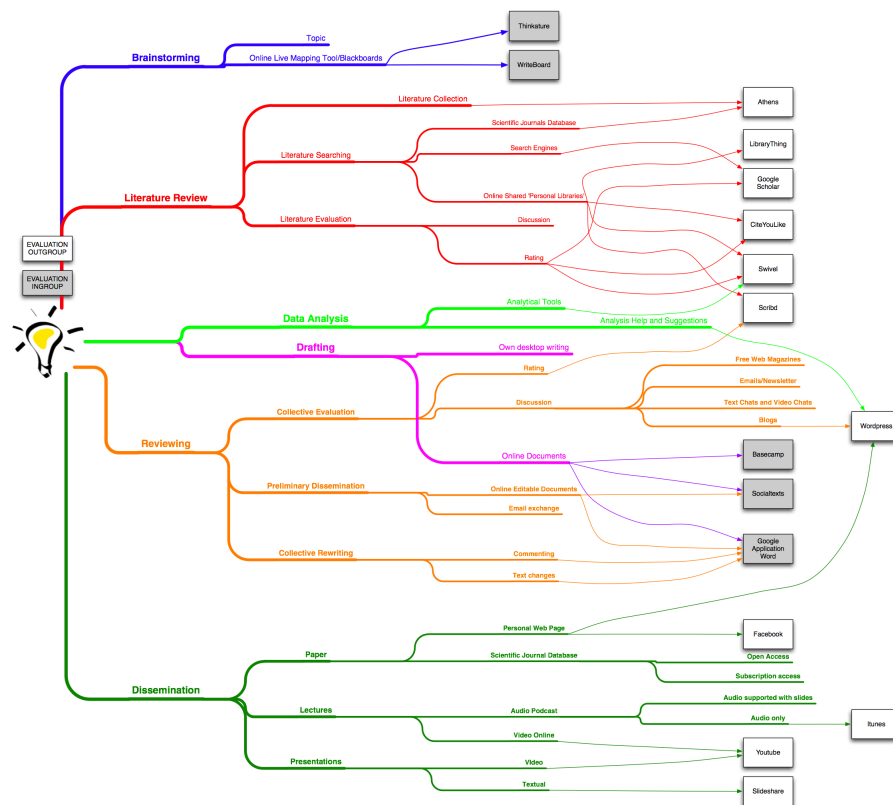 Thinkature
Topic
Brainstorming
Online Live Mapping Tool/Blackboards
WriteBoard
Literature Collection
Athens
Scientific Journals Database
LibraryThing
Search Engines
Literature Searching
Google
Scholar
Literature Review
Online Shared 'Personal Libraries'
Literature Evaluation
Discussion
CiteYouLike
EVALUATION
OUTGROUP
Rating
Swivel
EVALUATION
INGROUP
Analytical Tools
Scribd
Data Analysis
Analysis Help and Suggestions
Drafting
Own desktop writing
Free Web Magazines
Rating
Emails/Newsletter
Collective Evaluation
Discussion
Text Chats and Video Chats
Blogs
Wordpress
Reviewing
Online Documents
Basecamp
Preliminary Dissemination
Online Editable Documents
Socialtexts
Email exchange
Google
Application
Word
Collective Rewriting
Commenting
Text changes
Personal Web Page
Facebook
Paper
Scientific Journal Database
Open Access
Subscription access
Dissemination
Audio supported with slides
Lectures
Audio Podcast
Audio only
Itunes
Video Online
Youtube
Presentations
Video
Textual
Slideshare